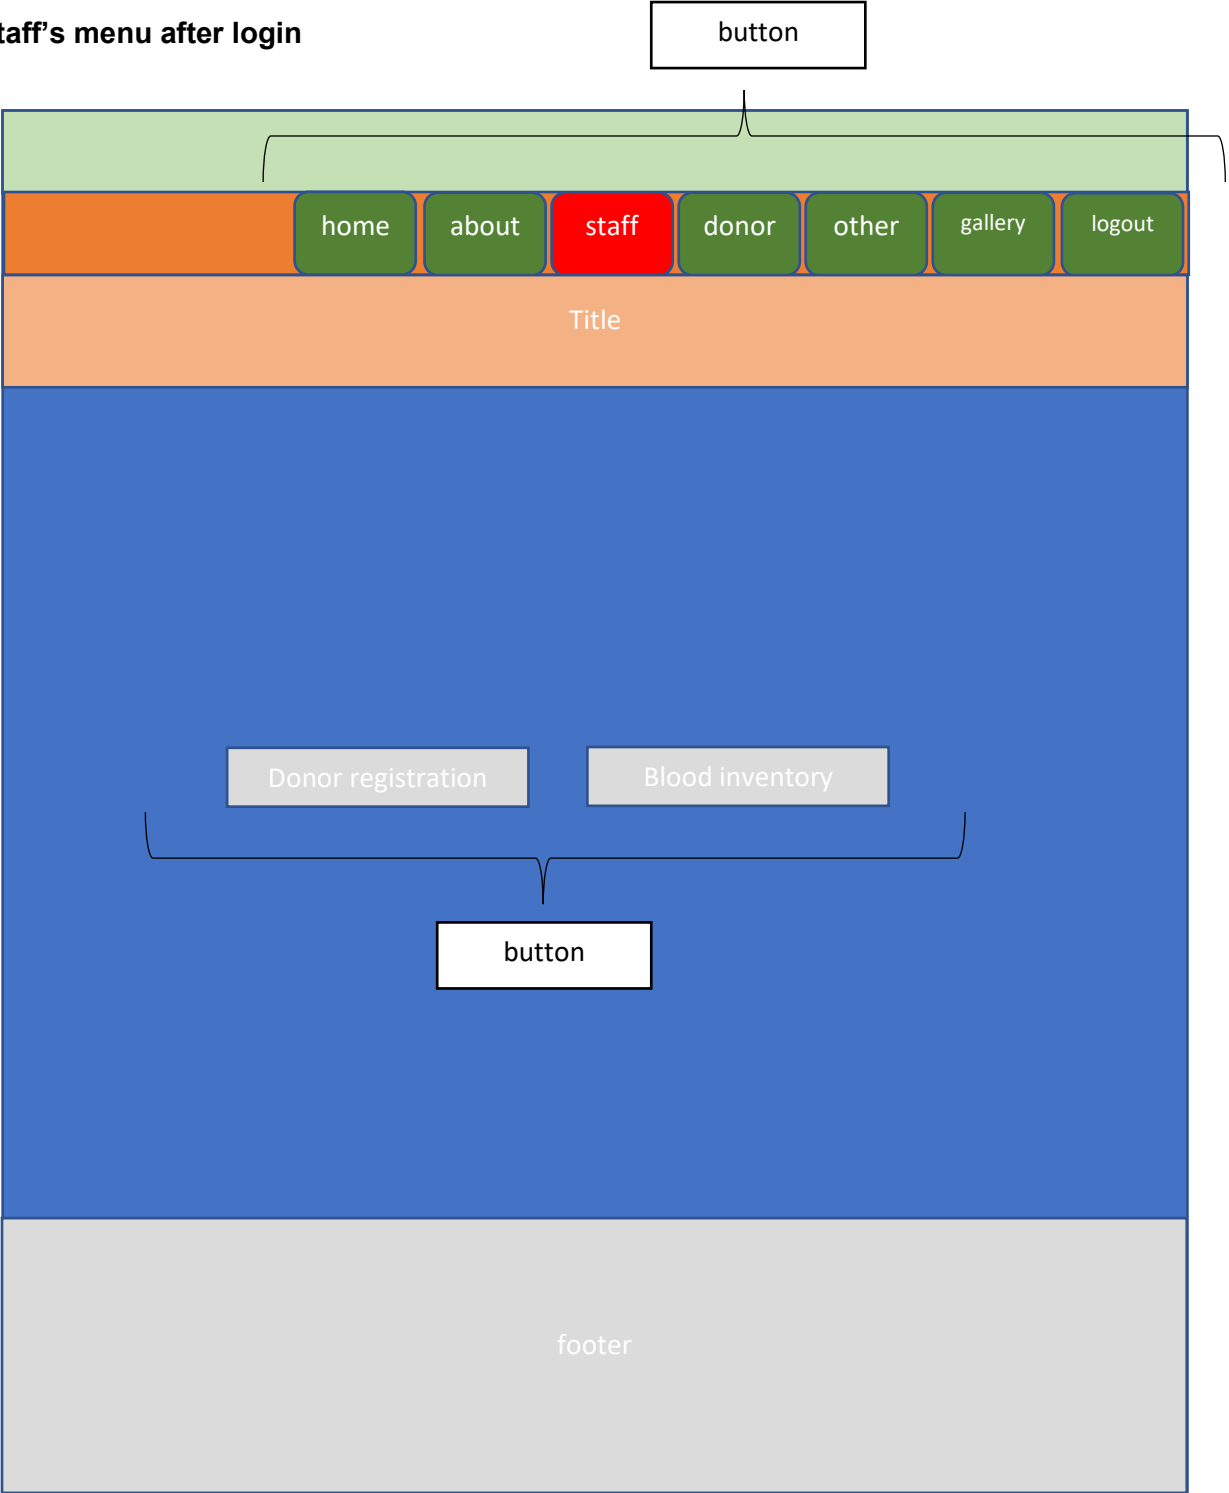 taff's menu after login
button
home about staff donor other gallery logout
Title
Donor registration Blood inventory
button
footer